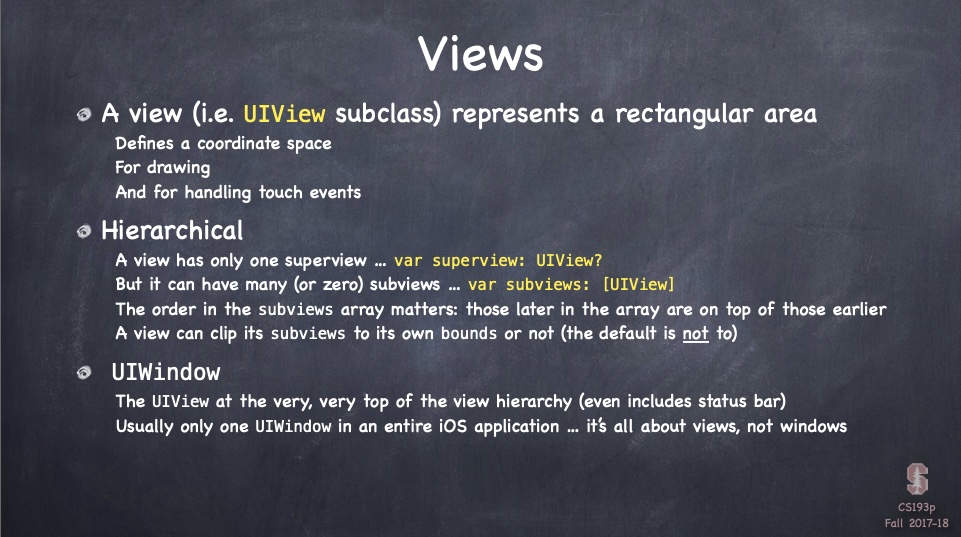 Views
A view (i.e. UIView subclass) represents a rectangular area
Defines a coordinate space
For drawing
And for handling touch events
Hierarchical
A view has only one superview … var superview: UIView?
But it can have many (or zero) subviews … var subviews: [UIView]
The order in the subviews array matters: those later in the array are on top of those earlier
A view can clip its subviews to its own bounds or not (the default is not to)
UIWindow
The UIView at the very, very top of the view hierarchy (even includes status bar)
Usually only one UIWindow in an entire iOS application … it's all about views, not windows
CS193p
Fall 2017-18